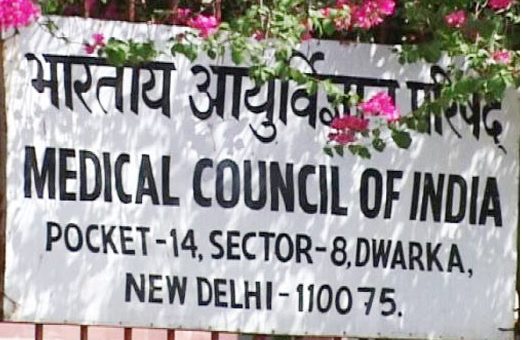 भारतीय आयुर्विज्ञान परिषद्
MEDICAL COUNCIL OF INDIA
POCKET-14, SECTOR-8, DWARKA,
NEW DELHI-110075.